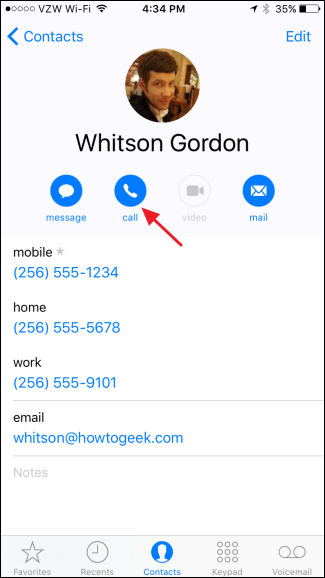 VZW Wi-Fi 4:34 PM 35%
Contacts Edit
Whitson Gordon
message call video mail
mobile
(256) 555-1234
home
(256) 555-5678
work
(256) 555-9101
email
whitson@howtogeek.com
Notes
Favorites Recents Contacts Keypad Voicemail